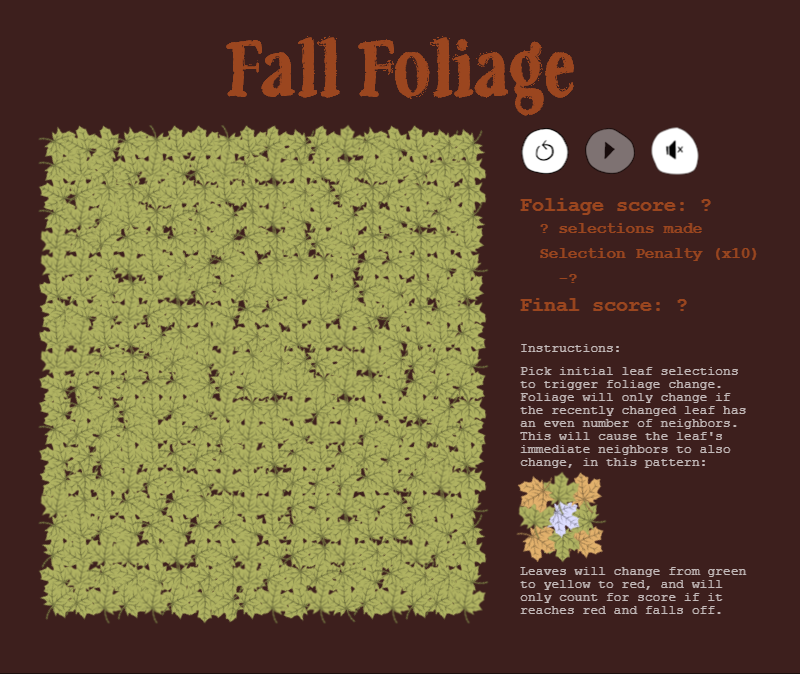 Fall Foliage
Foliage score: ?
? selections made
Selection Penalty (x10)
-?
Final score: ?
Instructions:
Pick initial leaf selections
to trigger foliage change.
Foliage will only change if
the recently changed leaf has
an even number of neighbors.
This will cause the leaf's
immediate neighbors to also
change, in this pattern:
Leaves will change from green
to yellow to red, and will
only count for score if it
reaches red and falls off.